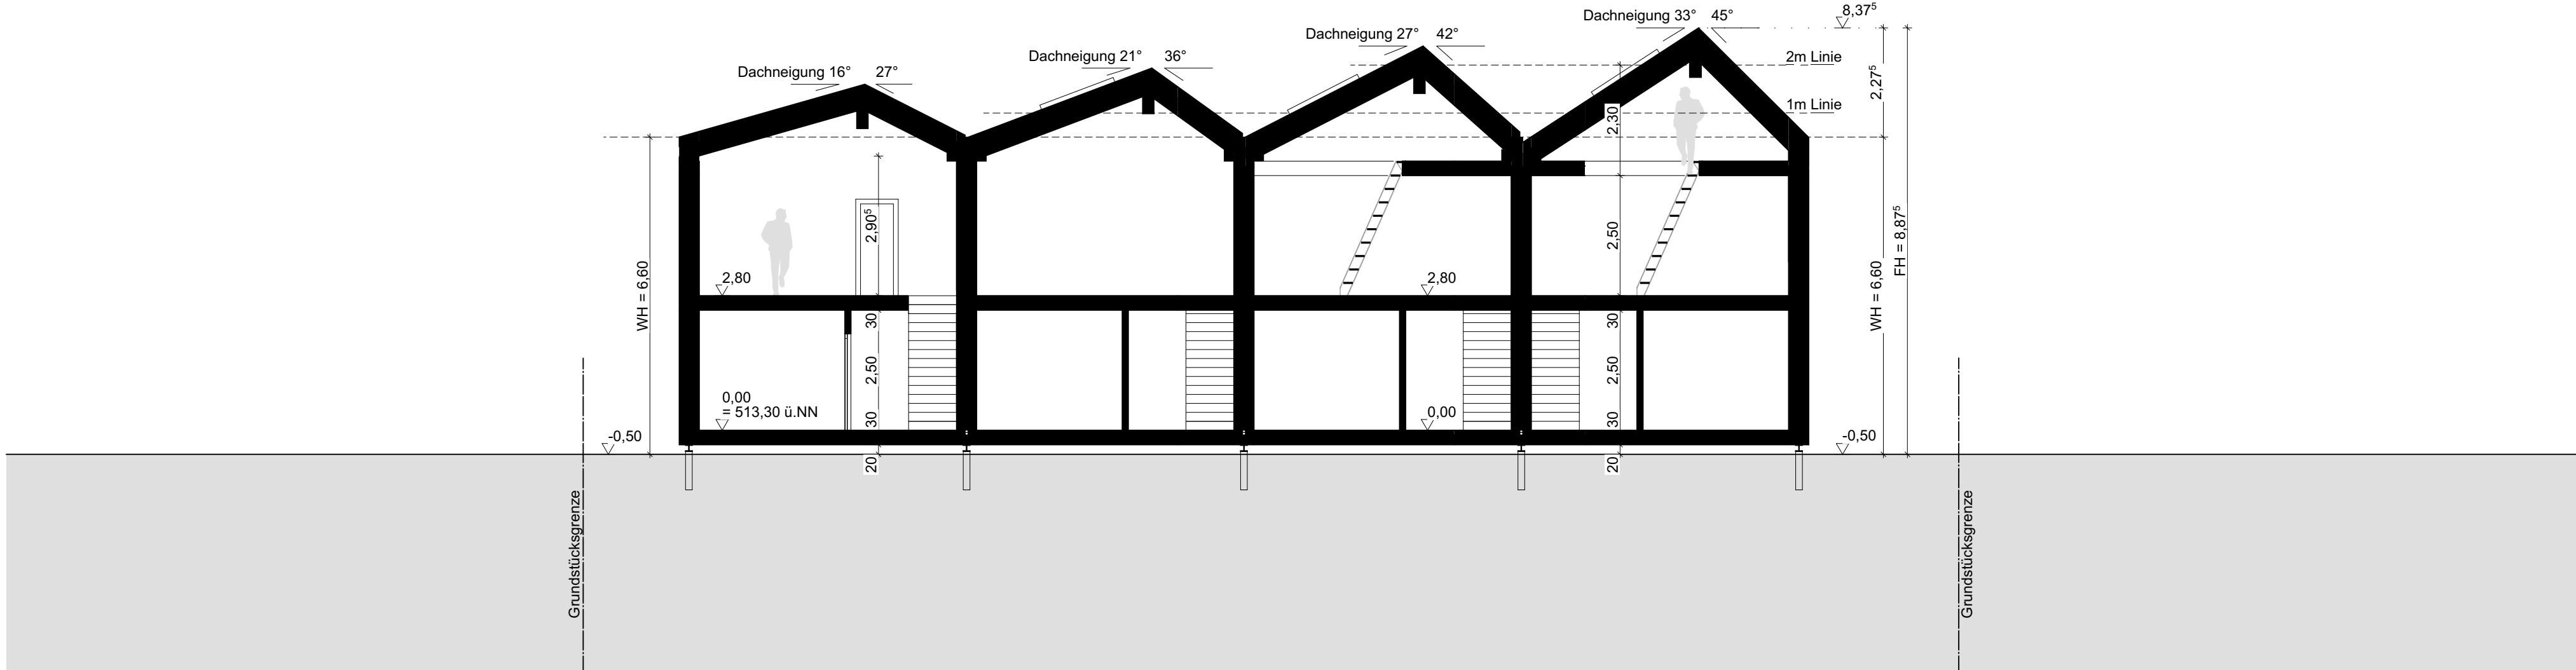 8,37⁵
Dachneigung 33° 45°
Dachneigung 27° 42°
Dachneigung 21° 36°
Dachneigung 16° 27°
2m Linie
1m Linie
2,27⁵
2,30
2,90⁵
2,50
WH = 6,60
2,80
2,80
WH = 6,60
FH = 8,87⁵
30
30
2,50
2,50
0,00
= 513,30 ü.NN
0,00
30
30
-0,50
-0,50
20
20
Grundstücksgrenze
Grundstücksgrenze